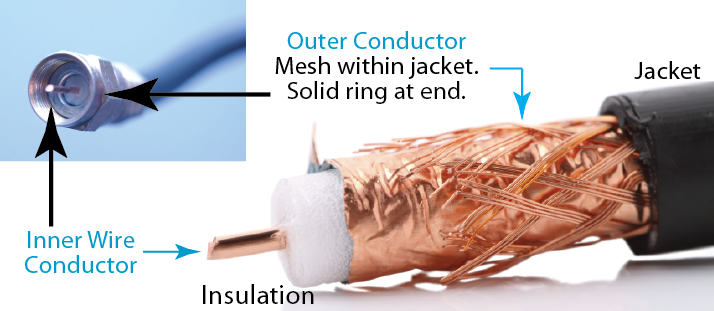 Outer Conductor
Mesh within jacket.
Solid ring at end.
Jacket
Inner Wire
Conductor
Insulation